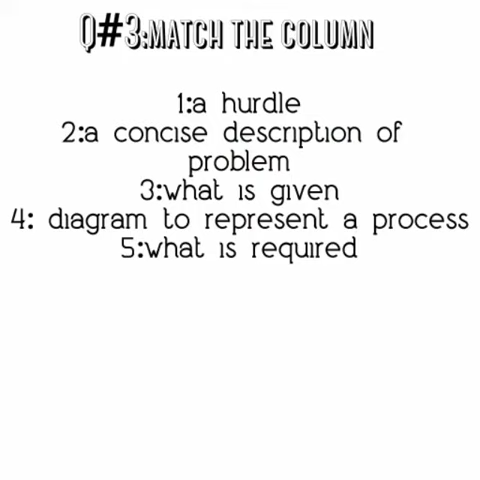 Q#3:MATCH THE COLUMN
1:a hurdle
2:a concise description of
problem
3:what is given
4: diagram to represent a process
5:what is required